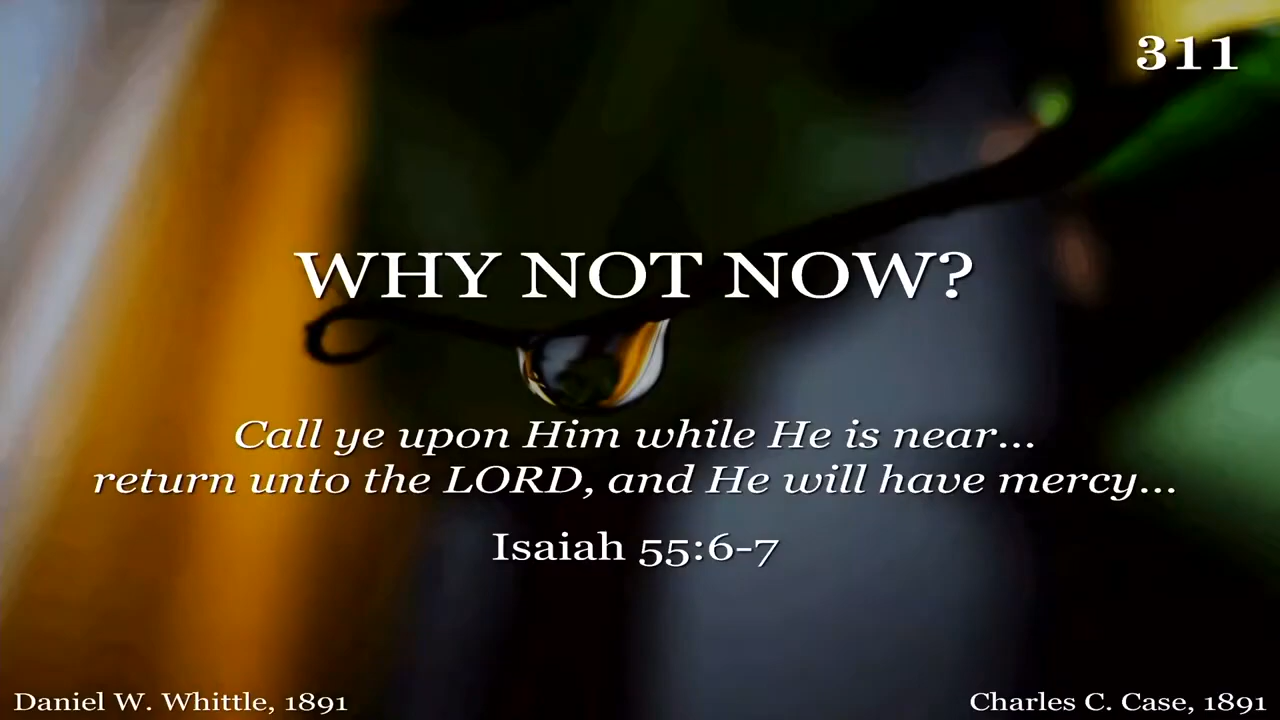 311
WHY NOT NOW?
Call ye upon Him while He is near...
return unto the LORD, and He will have mercy...
Isaiah 55:6-7
Daniel W. Whittle, 1891
Charles C. Case, 1891